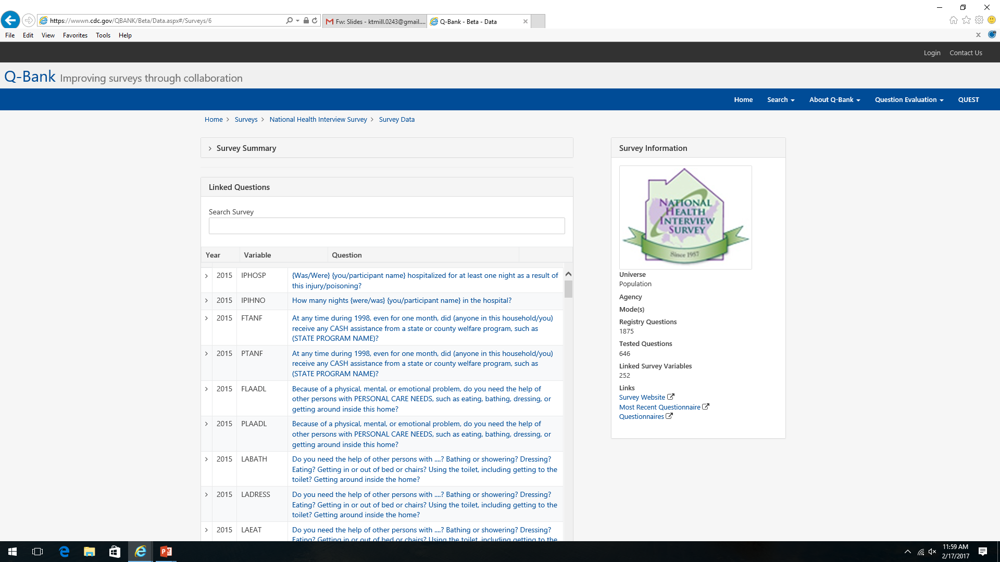 https://wwwn.cdc.gov/QBANK/Beta/Data.aspx#/Surveys/6
Fw: Slides - ktmill.0243@gmail....
Q-Bank - Beta - Data
File Edit View Favorites Tools Help
Login Contact Us
Q-Bank Improving surveys through collaboration
Home Search About Q-Bank Question Evaluation QUEST
Home > Surveys > National Health Interview Survey > Survey Data
Survey Summary
Linked Questions
Search Survey
Year Variable Question
2015 IPHOSP {Was/Were} {you/participant name} hospitalized for at least one night as a result of
this injury/poisoning?
2015 IPIHNO How many nights {were/was} {you/participant name} in the hospital?
2015 FTANF At any time during 1998, even for one month, did (anyone in this household/you)
receive any CASH assistance from a state or county welfare program, such as
(STATE PROGRAM NAME)?
2015 PTANF At any time during 1998, even for one month, did (anyone in this household/you)
receive any CASH assistance from a state or county welfare program, such as
(STATE PROGRAM NAME)?
2015 FLAADL Because of a physical, mental, or emotional problem, do you need the help of
other persons with PERSONAL CARE NEEDS, such as eating, bathing, dressing, or
getting around inside this home?
2015 PLAADL Because of a physical, mental, or emotional problem, do you need the help of
other persons with PERSONAL CARE NEEDS, such as eating, bathing, dressing, or
getting around inside this home?
2015 LABATH Do you need the help of other persons with ....? Bathing or showering? Dressing?
Eating? Getting in or out of bed or chairs? Using the toilet, including getting to the
toilet? Getting around inside the home?
2015 LADRESS Do you need the help of other persons with ....? Bathing or showering? Dressing?
Eating? Getting in or out of bed or chairs? Using the toilet, including getting to the
toilet? Getting around inside the home?
2015 LAEAT Do you need the help of other persons with ....? Bathing or showering? Dressing?
Eating? Getting in or out of bed or chairs? Using the toilet, including getting to the
Survey Information
NATIONAL
HEALTH
INTERVIEW
SURVEY
Since 1957
Universe
Population
Agency
Mode(s)
Registry Questions
1875
Tested Questions
646
Linked Survey Variables
252
Links
Survey Website
Most Recent Questionnaire
Questionnaires
11:59 AM
2/17/2017